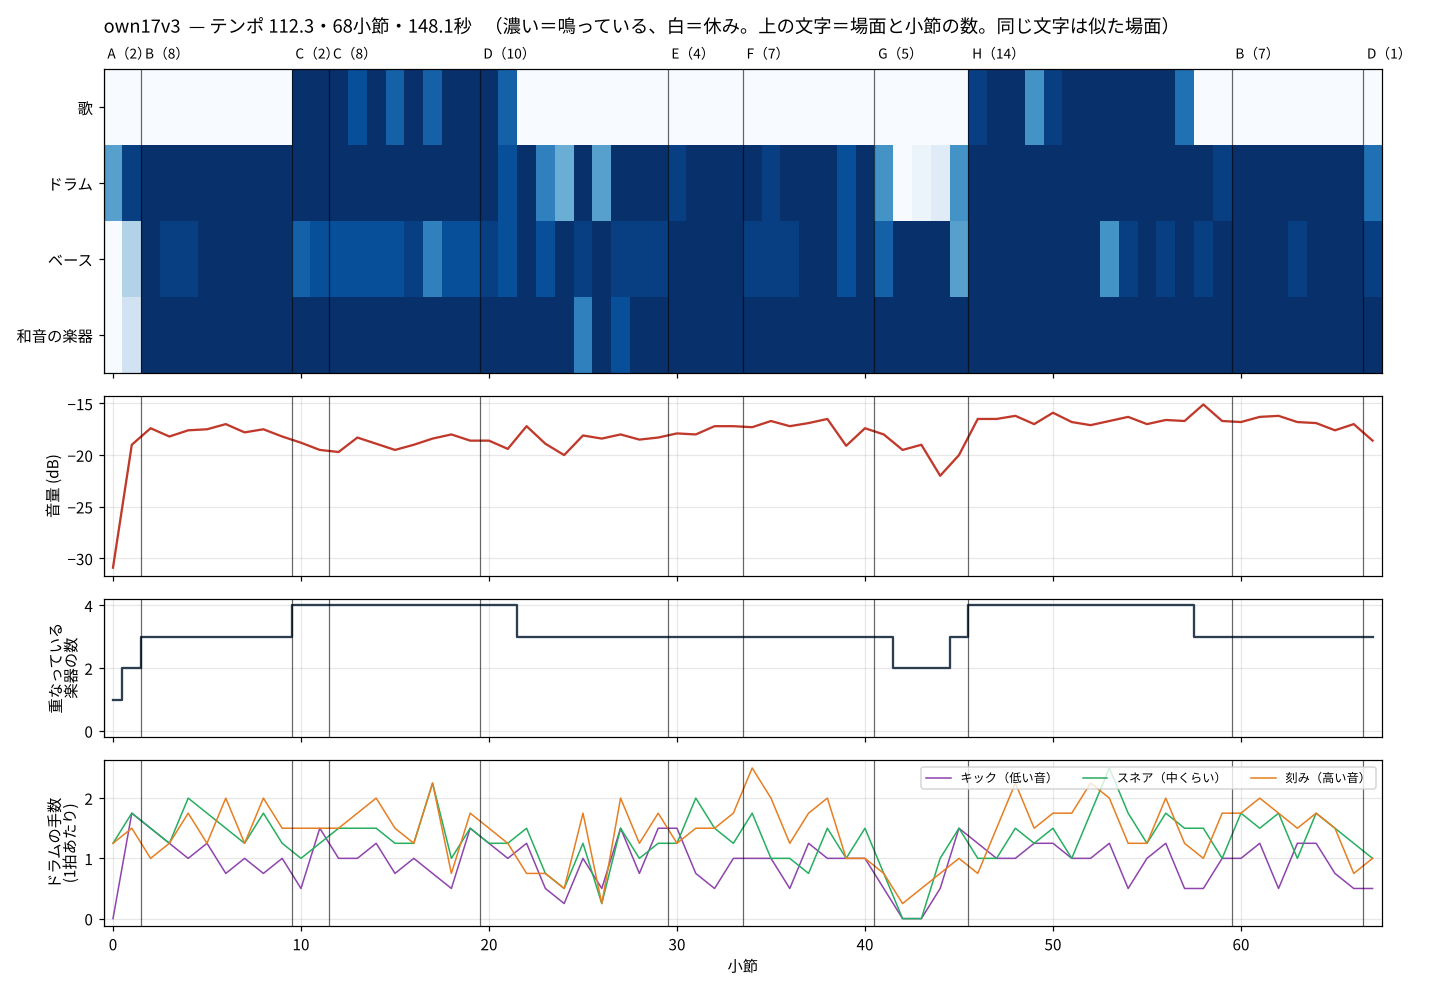 own17v3 — テンポ 112.3・68小節・148.1秒 （濃い＝鳴っている、白＝休み。上の文字＝場面と小節の数。同じ文字は似た場面）
A（2）B（8） C（2）C（8） D（10） E（4） F（7） G（5） H（14） B（7） D（1）
歌
ドラム
ベース
和音の楽器
音量 (dB)
−15
−20
−25
−30
重なっている
楽器の数
4
2
0
ドラムの手数
(1拍あたり)
キック（低い音） スネア（中くらい） 刻み（高い音）
2
1
0
0 10 20 30 40 50 60
小節